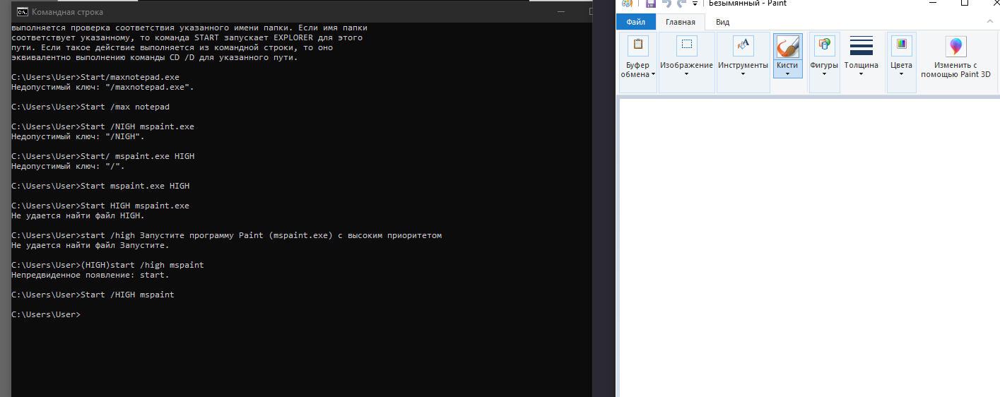 Командная строка
выполняется проверка соответствия указанного имени папки. Если имя папки
соответствует указанному, то команда START запускает EXPLORER для этого
пути. Если такое действие выполняется из командной строки, то оно
эквивалентно выполнению команды CD /D для указанного пути.
C:\Users\User>Start/maxnotepad.exe
Недопустимый ключ: "/maxnotepad.exe".
C:\Users\User>Start /max notepad
C:\Users\User>Start /NIGH mspaint.exe
Недопустимый ключ: "/NIGH".
C:\Users\User>Start/ mspaint.exe HIGH
Недопустимый ключ: "/".
C:\Users\User>Start mspaint.exe HIGH
C:\Users\User>Start HIGH mspaint.exe
Не удается найти файл HIGH.
C:\Users\User>start /high Запустите программу Paint (mspaint.exe) с высоким приоритетом
Не удается найти файл Запустите.
C:\Users\User>(HIGH)start /high mspaint
Непредвиденное появление: start.
C:\Users\User>Start /HIGH mspaint
C:\Users\User>
Безымянный - Paint
Файл
Главная
Вид
Буфер
обмена
Изображение
Инструменты
Кисти
Фигуры
Толщина
Цвета
Изменить с
помощью Paint 3D